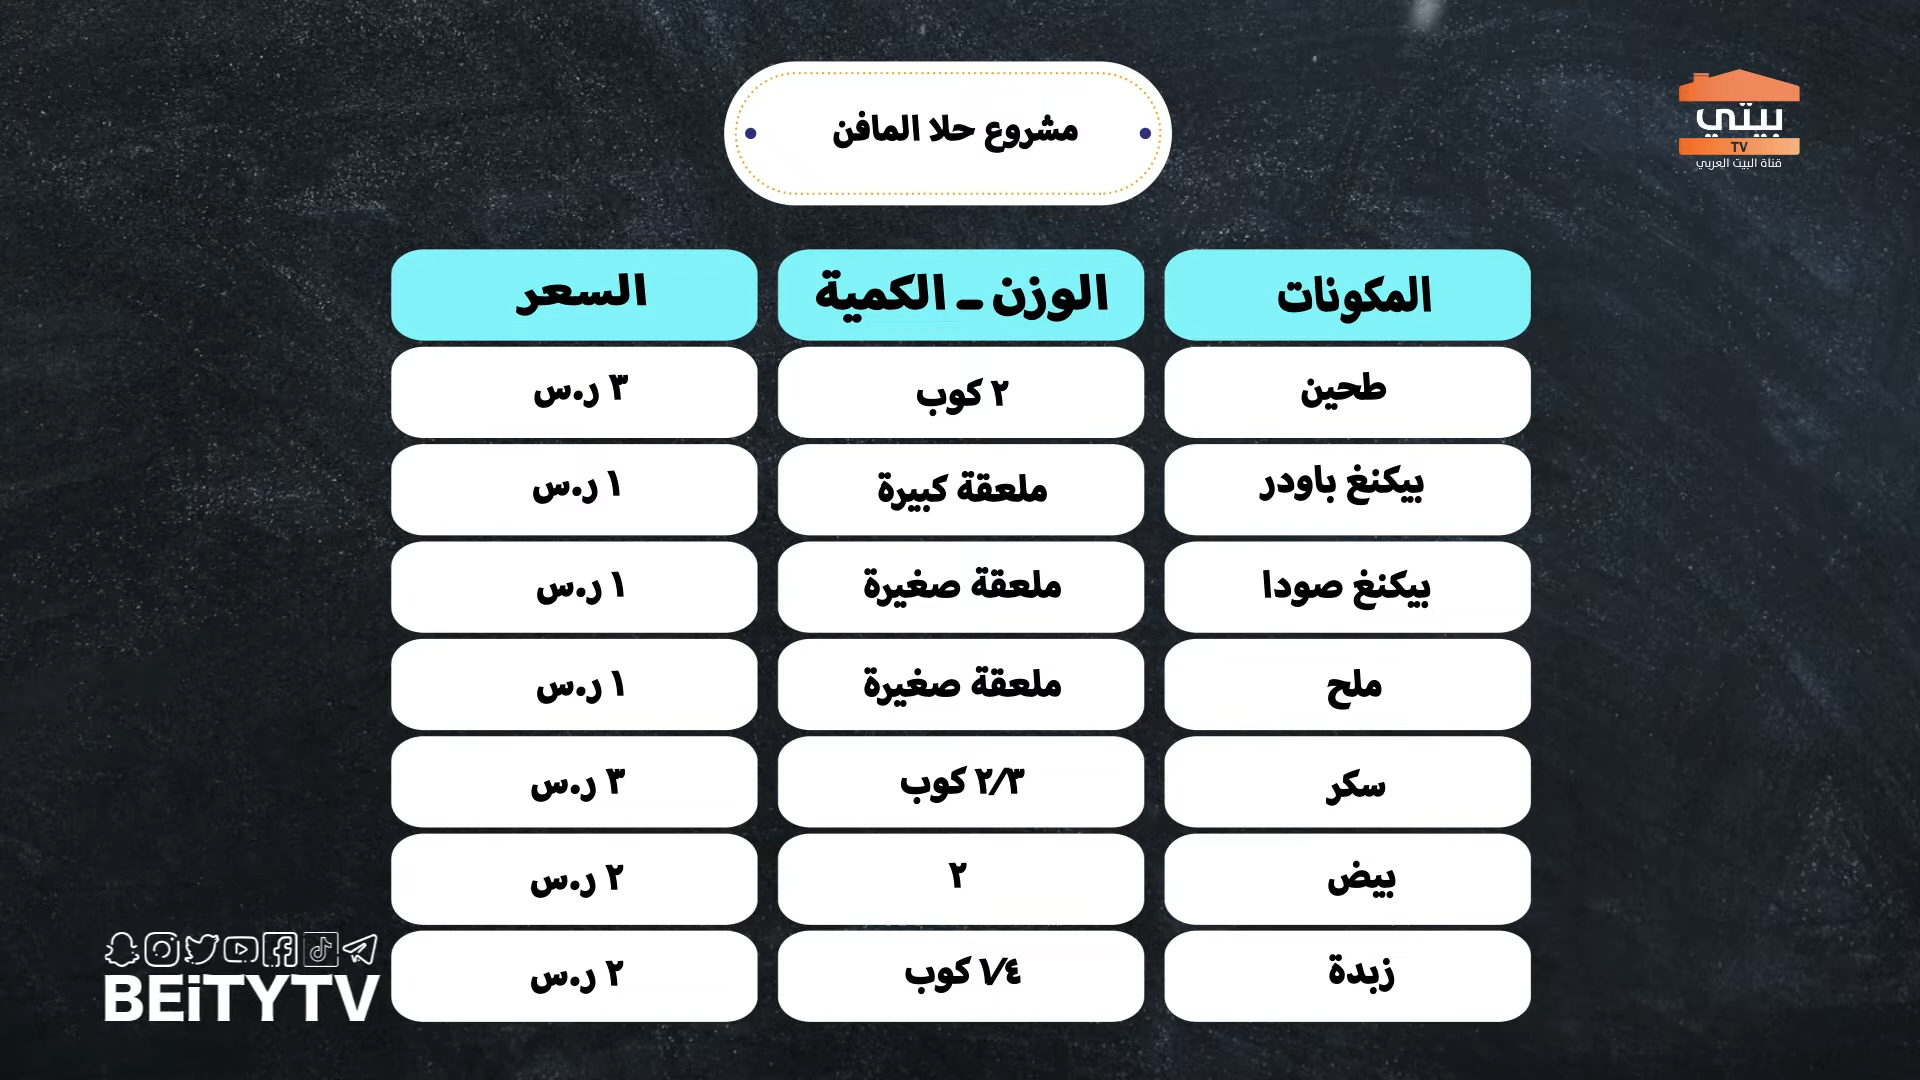 مشروع حلا المافن
بيتي
TV
قناة البيت العربي
المكونات الوزن - الكمية السعر
طحين ٢ كوب ٣ ر.س
بيكنغ باودر ملعقة كبيرة ١ ر.س
بيكنغ صودا ملعقة صغيرة ١ ر.س
ملح ملعقة صغيرة ١ ر.س
سكر ٢/٣ كوب ٣ ر.س
بيض ٢ ٢ ر.س
زبدة ١/٤ كوب ٢ ر.س
BEiTYTV